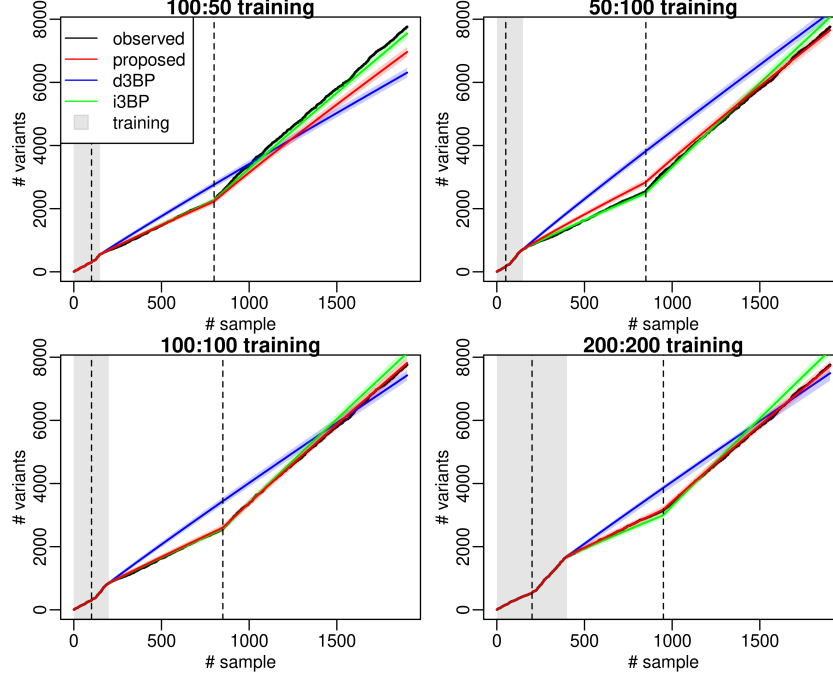 100:50 training
# variants
8000
6000
4000
2000
0
observed
proposed
d3BP
i3BP
training
0
500
1000
1500
# sample
50:100 training
# variants
8000
6000
4000
2000
0
0
500
1000
1500
# sample
100:100 training
# variants
8000
6000
4000
2000
0
0
500
1000
1500
# sample
200:200 training
# variants
8000
6000
4000
2000
0
0
500
1000
1500
# sample